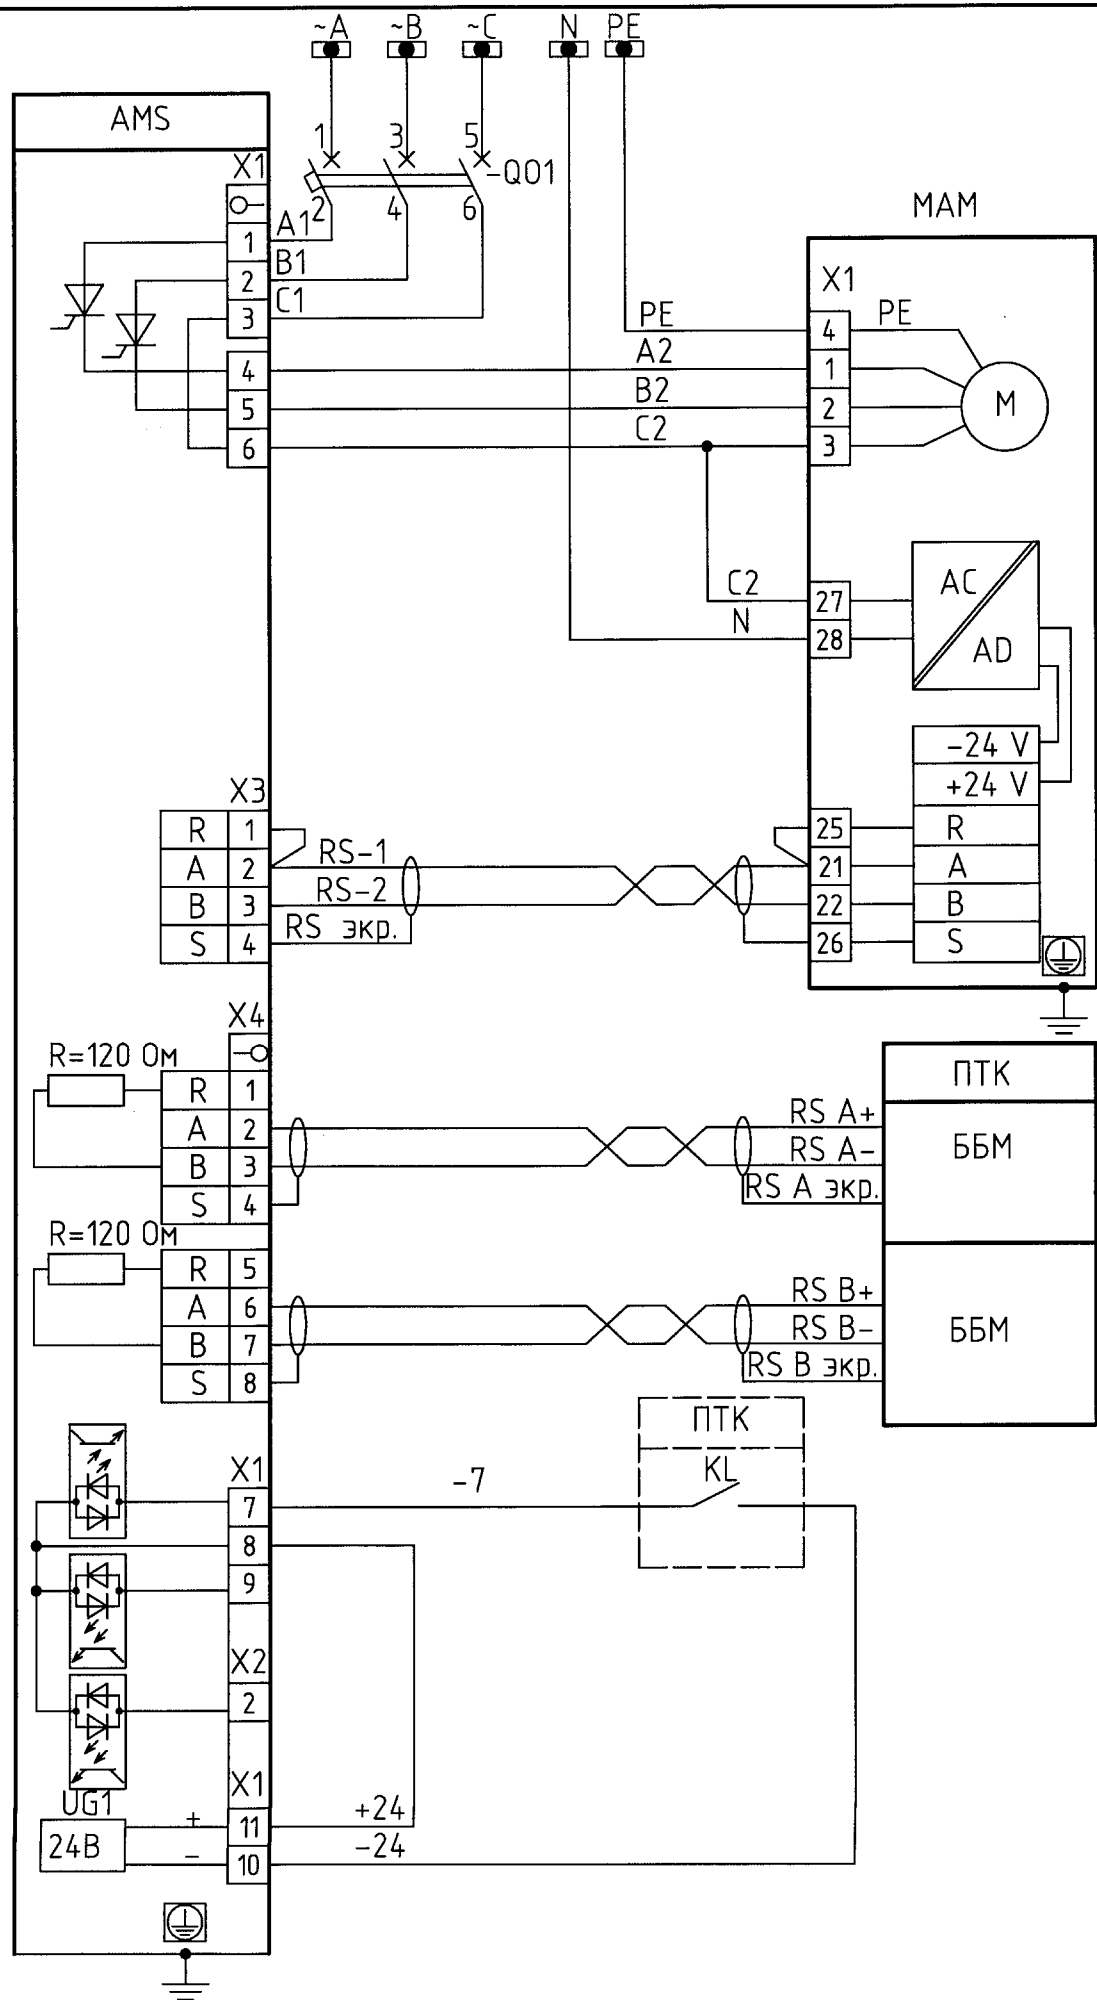 ~A ~B ~C N PE
AMS
1 3 5
-Q01
2 4 6
X1
1 A1
2 B1
3 C1
4
5
6
MAM
X1
PE 4 PE
A2 1
B2 2 M
C2 3
C2 27 AC
N 28 AD
-24 V
+24 V
X3
R 1
A 2 RS-1
B 3 RS-2
S 4 RS экр.
25 R
21 A
22 B
26 S
X4
R=120 Ом
R 1
A 2
B 3
S 4
ПТК
RS A+
RS A- ББМ
RS A экр.
R=120 Ом
R 5
A 6
B 7
S 8
RS B+
RS B- ББМ
RS B экр.
ПТК
KL
X1
7 -7
8
9
X2
2
X1
UG1
24В
+ 11 +24
- 10 -24